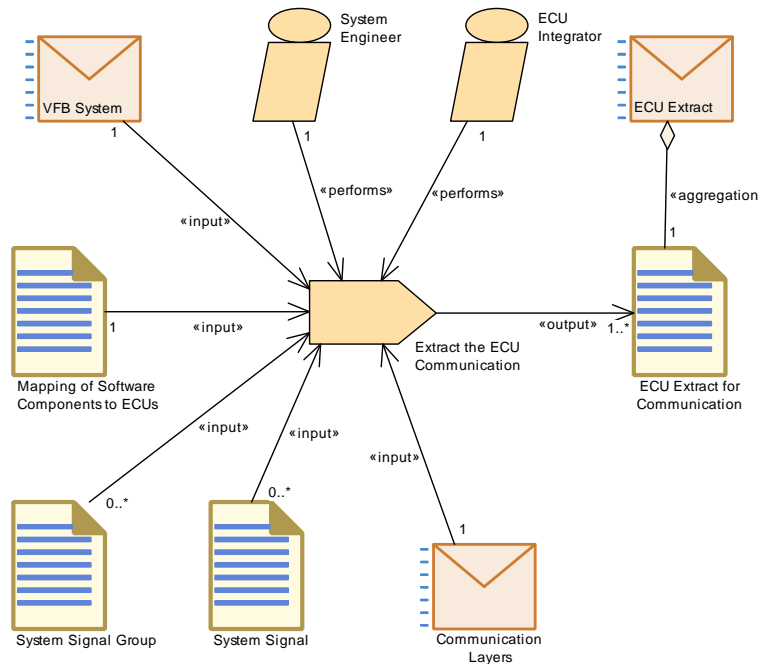 System
Engineer
ECU
Integrator
VFB System
ECU Extract
1
1
1
«performs»
«performs»
«aggregation
«input»
1
1
«input»
«output»
1..*
Extract the ECU
Communication
Mapping of Software
Components to ECUs
ECU Extract for
Communication
«input»
«input»
«input»
0..*
0..*
1
System Signal Group
System Signal
Communication
Layers